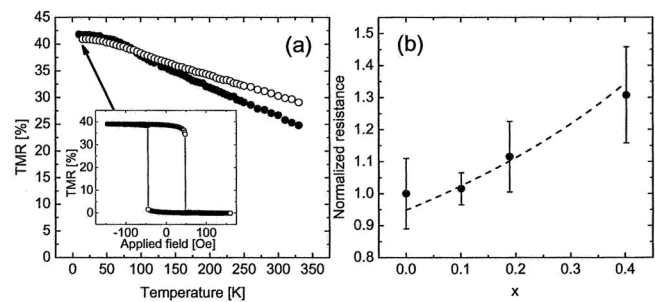 (a)
TMR [%]
45
40
35
30
25
20
15
10
5
0
TMR [%]
40
30
20
10
0
-100 0 100
Applied field [Oe]
0 50 100 150 200 250 300 350
Temperature [K]
(b)
Normalized resistance
1.5
1.4
1.3
1.2
1.1
1.0
0.9
0.8
0.0 0.1 0.2 0.3 0.4
x